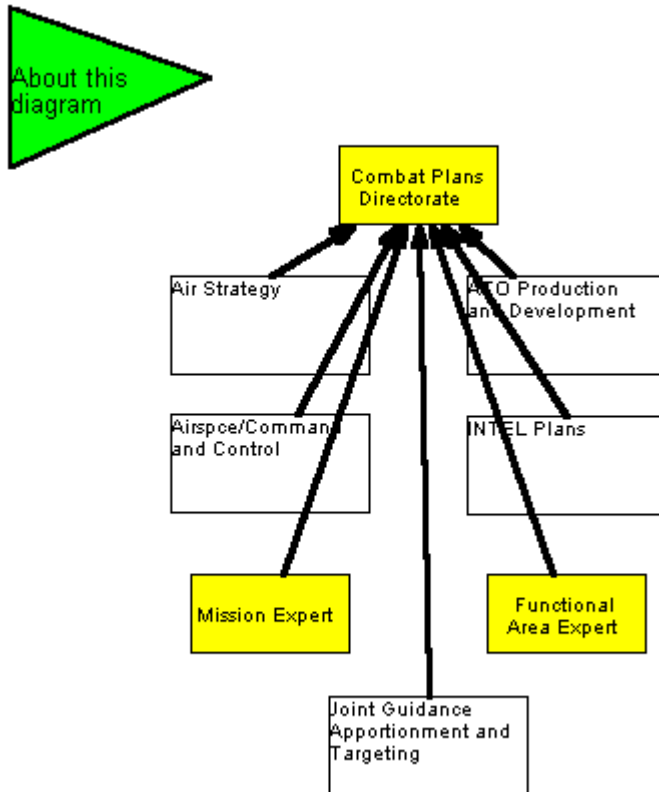 About this
diagram
Combat Plans
Directorate
Air Strategy
ATO Production
and Development
Airspce/Command
and Control
INTEL Plans
Mission Expert
Functional
Area Expert
Joint Guidance
Apportionment and
Targeting